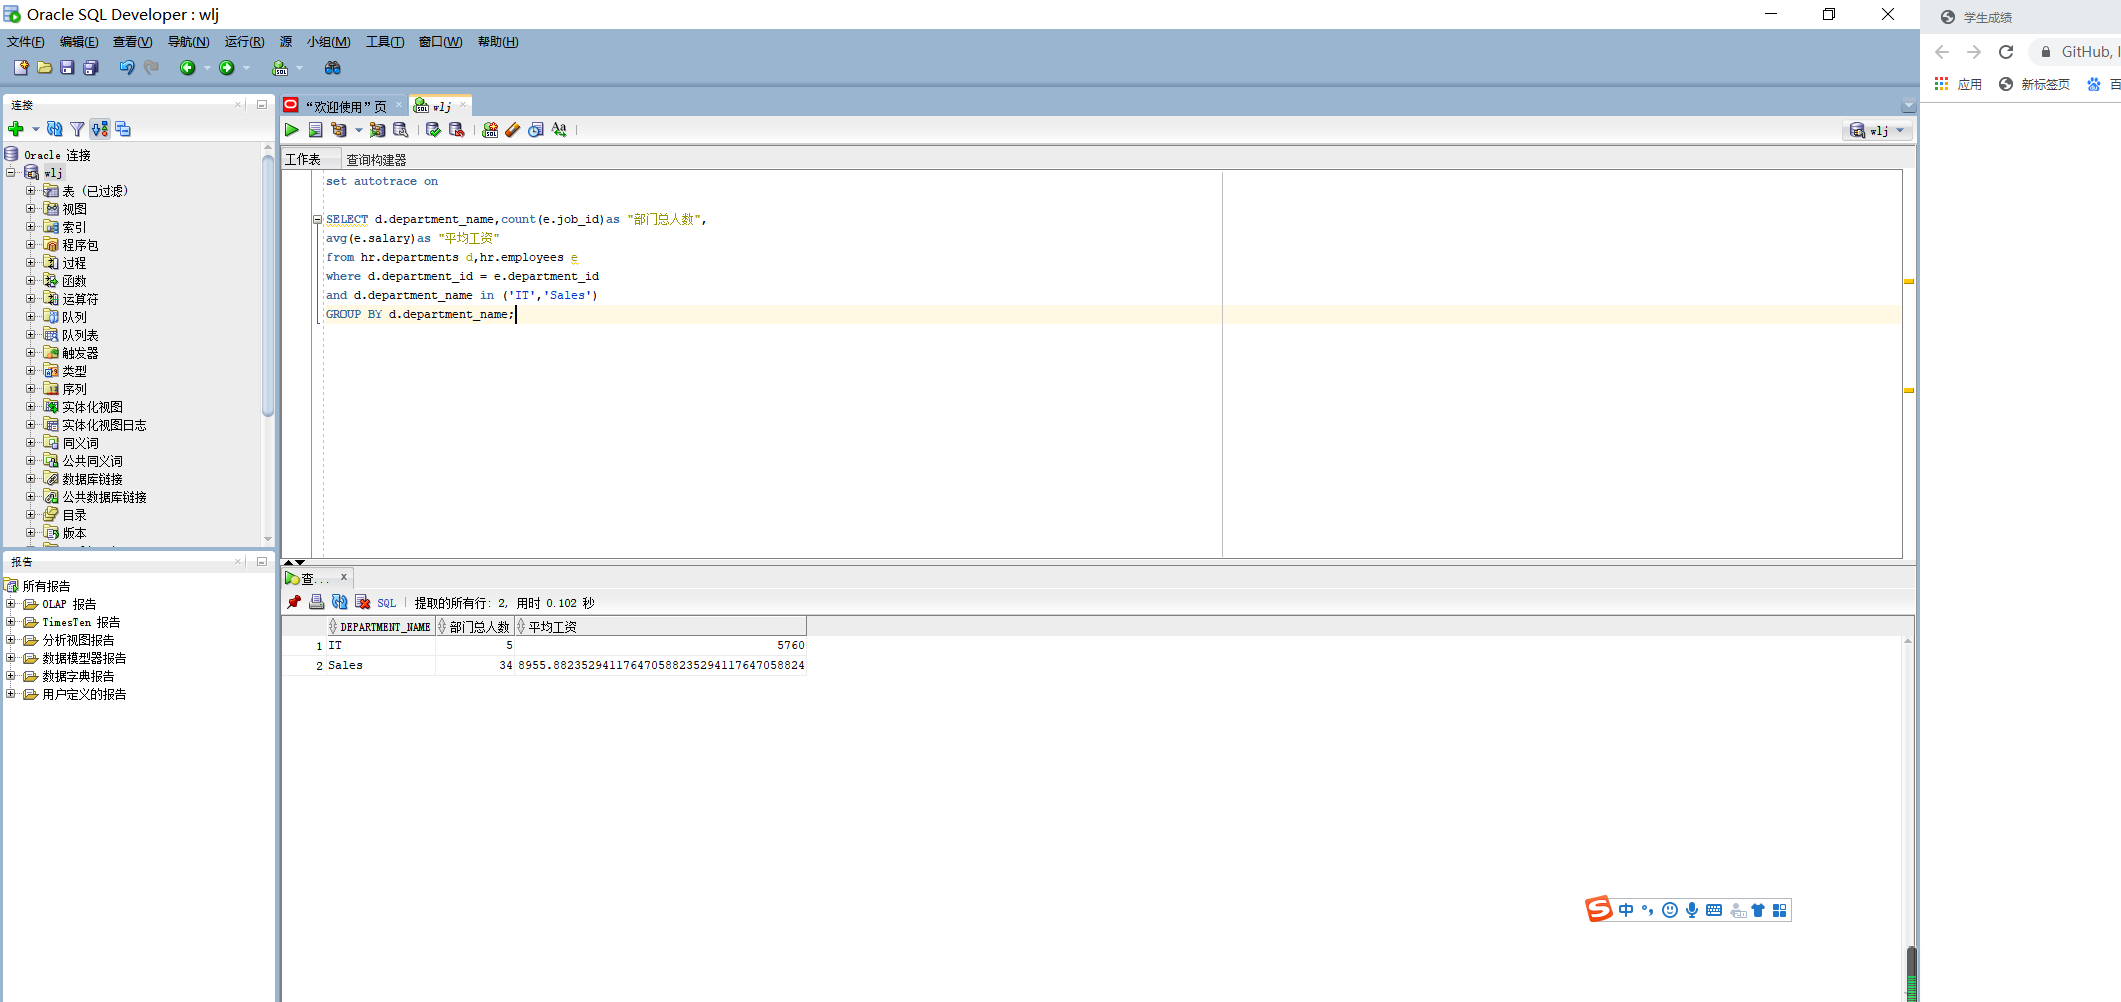 Oracle SQL Developer : wlj
文件(F) 编辑(E) 查看(V) 导航(N) 运行(R) 源 小组(M) 工具(T) 窗口(W) 帮助(H)
连接
Oracle 连接
wlj
表 (已过滤)
视图
索引
程序包
过程
函数
运算符
队列
队列表
触发器
类型
序列
实体化视图
实体化视图日志
同义词
公共同义词
数据库链接
公共数据库链接
目录
版本
报告
所有报告
OLAP 报告
TimesTen 报告
分析视图报告
数据模型器报告
数据字典报告
用户定义的报告
“欢迎使用”页
wlj
wlj
工作表 查询构建器
set autotrace on
SELECT d.department_name,count(e.job_id)as "部门总人数",
avg(e.salary)as "平均工资"
from hr.departments d,hr.employees e
where d.department_id = e.department_id
and d.department_name in ('IT','Sales')
GROUP BY d.department_name;
查...
SQL 提取的所有行: 2, 用时 0.102 秒
DEPARTMENT_NAME 部门总人数 平均工资
1 IT 5 5760
2 Sales 34 8955.88235294117647058823529411764705882
中
学生成绩
GitHub, I
应用 新标签页 百